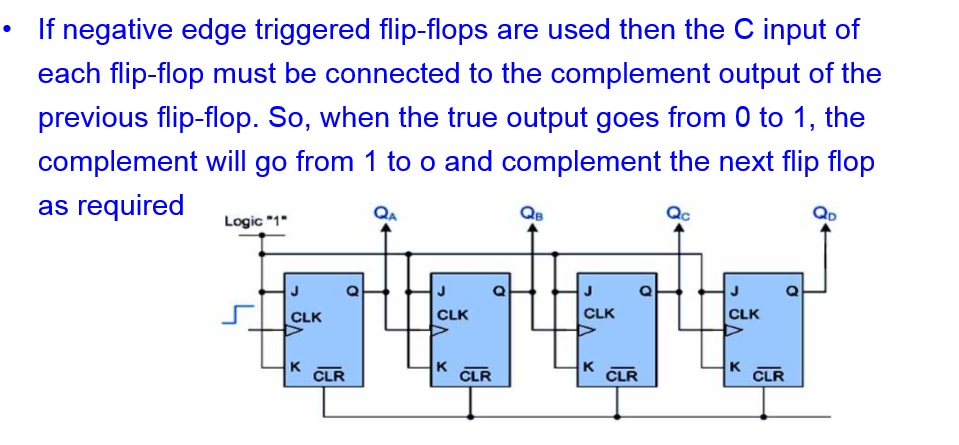 • If negative edge triggered flip-flops are used then the C input of
each flip-flop must be connected to the complement output of the
previous flip-flop. So, when the true output goes from 0 to 1, the
complement will go from 1 to o and complement the next flip flop
as required
Logic "1"
QA QB QC QD
J Q J Q J Q J Q
CLK CLK CLK CLK
K K K K
CLR CLR CLR CLR